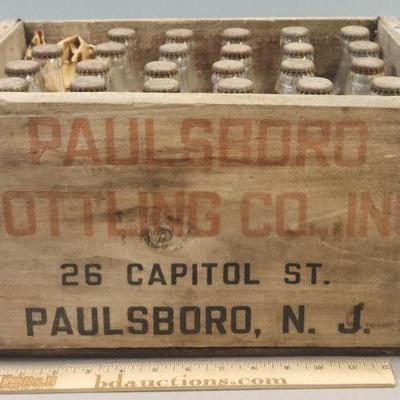 PAULSBORO
OTTLING CO., IN
26 CAPITOL ST.
PAULSBORO, N. J.
bdauctions.com